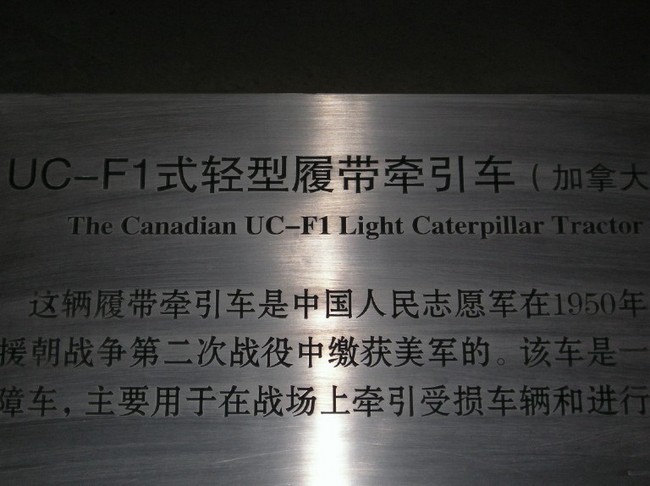 UC-F1式轻型履带牵引车(加拿大
The Canadian UC-F1 Light Caterpillar Tractor
这辆履带牵引车是中国人民志愿军在1950年
援朝战争第二次战役中缴获美军的。该车是一
障车,主要用于在战场上牵引受损车辆和进行